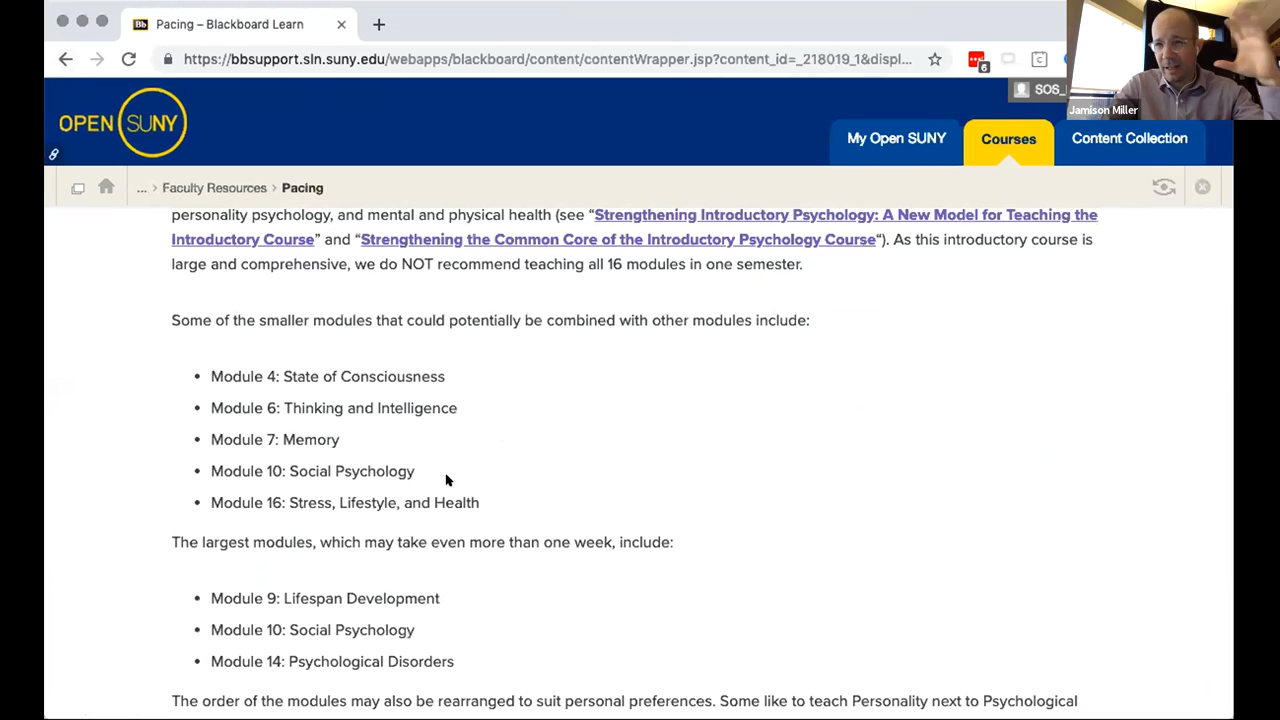 Pacing – Blackboard Learn
https://bbsupport.sln.suny.edu/webapps/blackboard/content/contentWrapper.jsp?content_id=_218019_1&displ...
6
Jamison Miller
OPEN SUNY
SOS_
My Open SUNY
Courses
Content Collection
... > Faculty Resources > Pacing
personality psychology, and mental and physical health (see “Strengthening Introductory Psychology: A New Model for Teaching the
Introductory Course” and “Strengthening the Common Core of the Introductory Psychology Course“). As this introductory course is
large and comprehensive, we do NOT recommend teaching all 16 modules in one semester.
Some of the smaller modules that could potentially be combined with other modules include:
• Module 4: State of Consciousness
• Module 6: Thinking and Intelligence
• Module 7: Memory
• Module 10: Social Psychology
• Module 16: Stress, Lifestyle, and Health
The largest modules, which may take even more than one week, include:
• Module 9: Lifespan Development
• Module 10: Social Psychology
• Module 14: Psychological Disorders
The order of the modules may also be rearranged to suit personal preferences. Some like to teach Personality next to Psychological